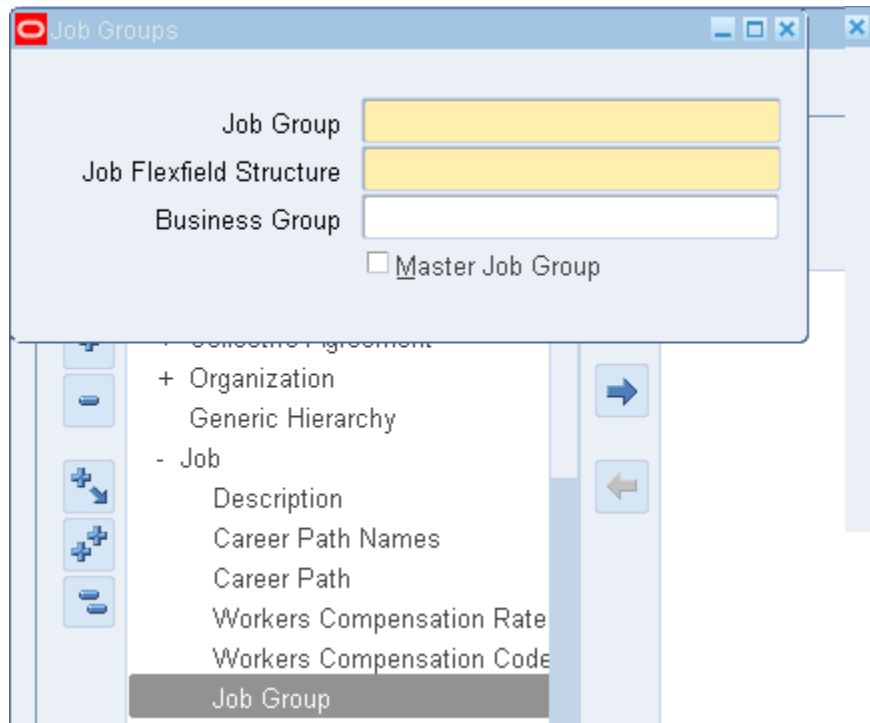 Job Groups
Job Group
Job Flexfield Structure
Business Group
Master Job Group
+ Organization
Generic Hierarchy
- Job
Description
Career Path Names
Career Path
Workers Compensation Rate
Workers Compensation Code
Job Group